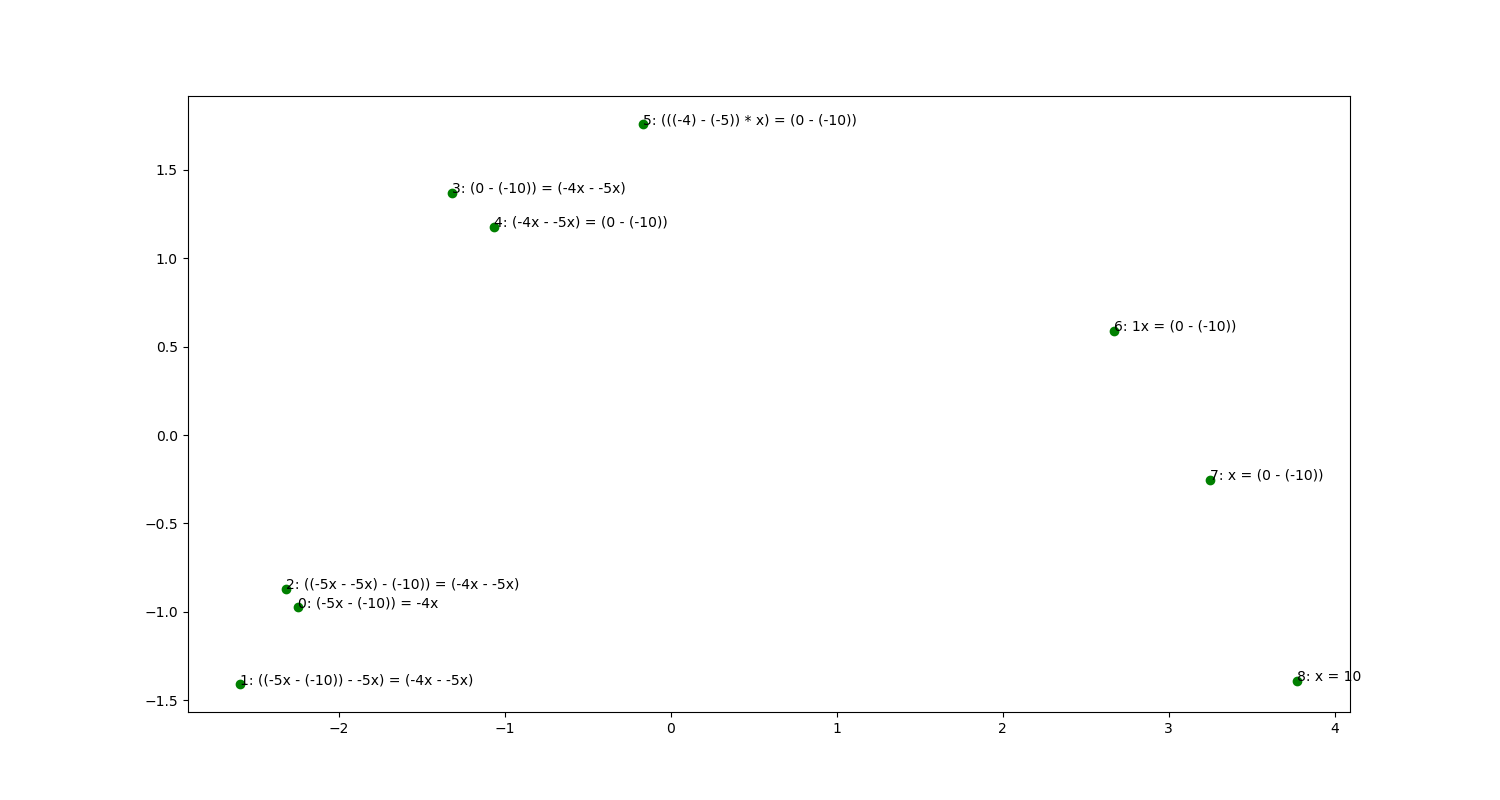 5: (((-4) - (-5)) * x) = (0 - (-10))
1.5
3: (0 - (-10)) = (-4x - -5x)
4: (-4x - -5x) = (0 - (-10))
1.0
6: 1x = (0 - (-10))
0.5
0.0
7: x = (0 - (-10))
−0.5
2: ((-5x - -5x) - (-10)) = (-4x - -5x)
0: (-5x - (-10)) = -4x
−1.0
1: ((-5x - (-10)) - -5x) = (-4x - -5x)
8: x = 10
−1.5
−2 −1 0 1 2 3 4